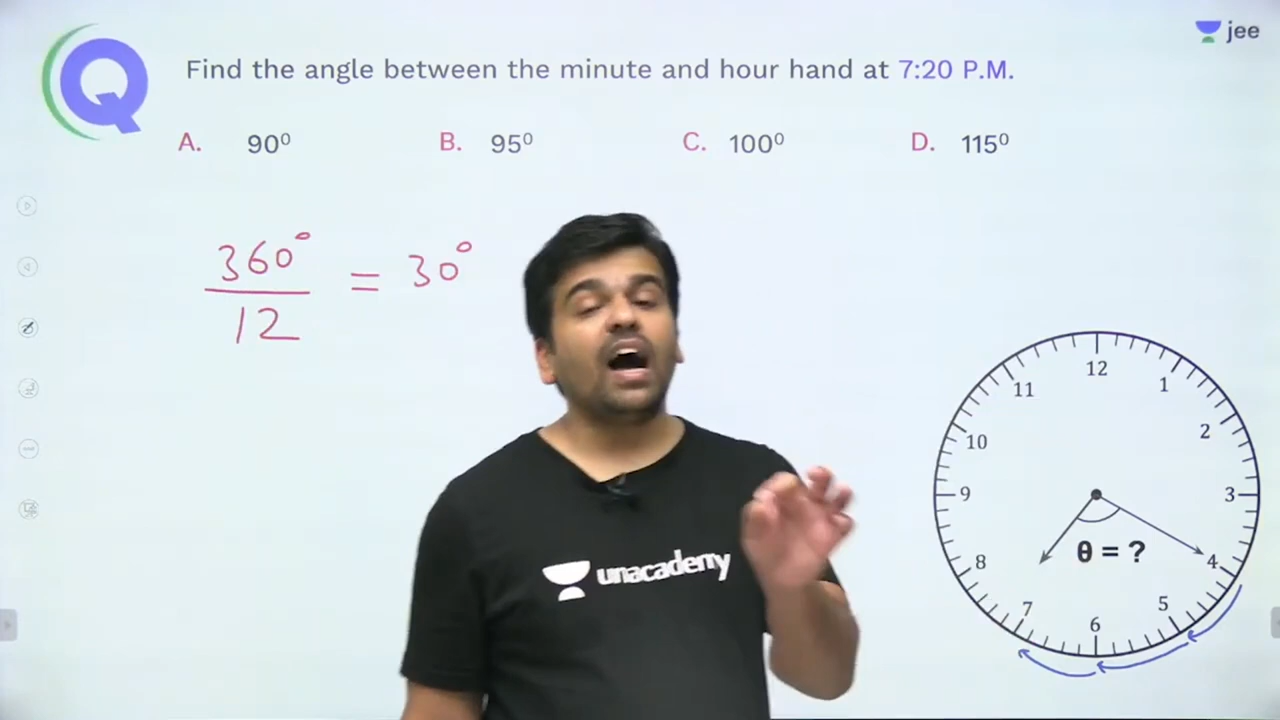 jee
Q
Find the angle between the minute and hour hand at 7:20 P.M.
A. 90⁰ B. 95⁰ C. 100⁰ D. 115⁰
360° / 12 = 30°
unacademy
12
11 1
10 2
9 3
8 4
7 5
6
θ = ?